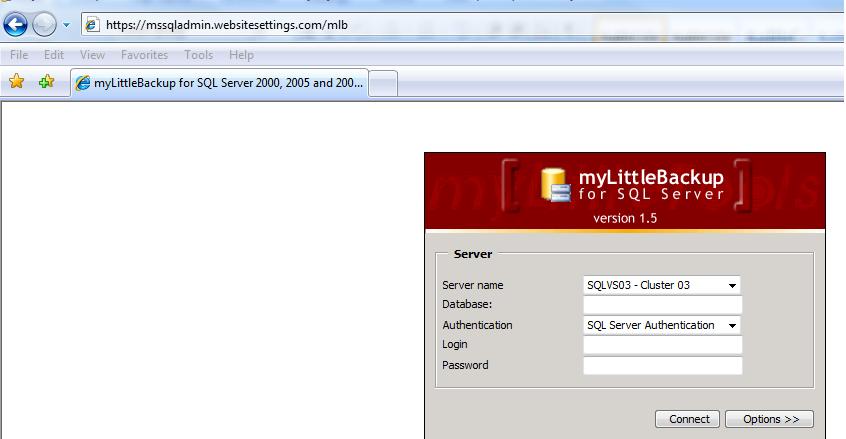 https://mssqladmin.websitesettings.com/mlb
File Edit View Favorites Tools Help
myLittleBackup for SQL Server 2000, 2005 and 200...
myLittleBackup
for SQL Server
version 1.5
Server
Server name SQLVS03 - Cluster 03
Database:
Authentication SQL Server Authentication
Login
Password
Connect Options >>